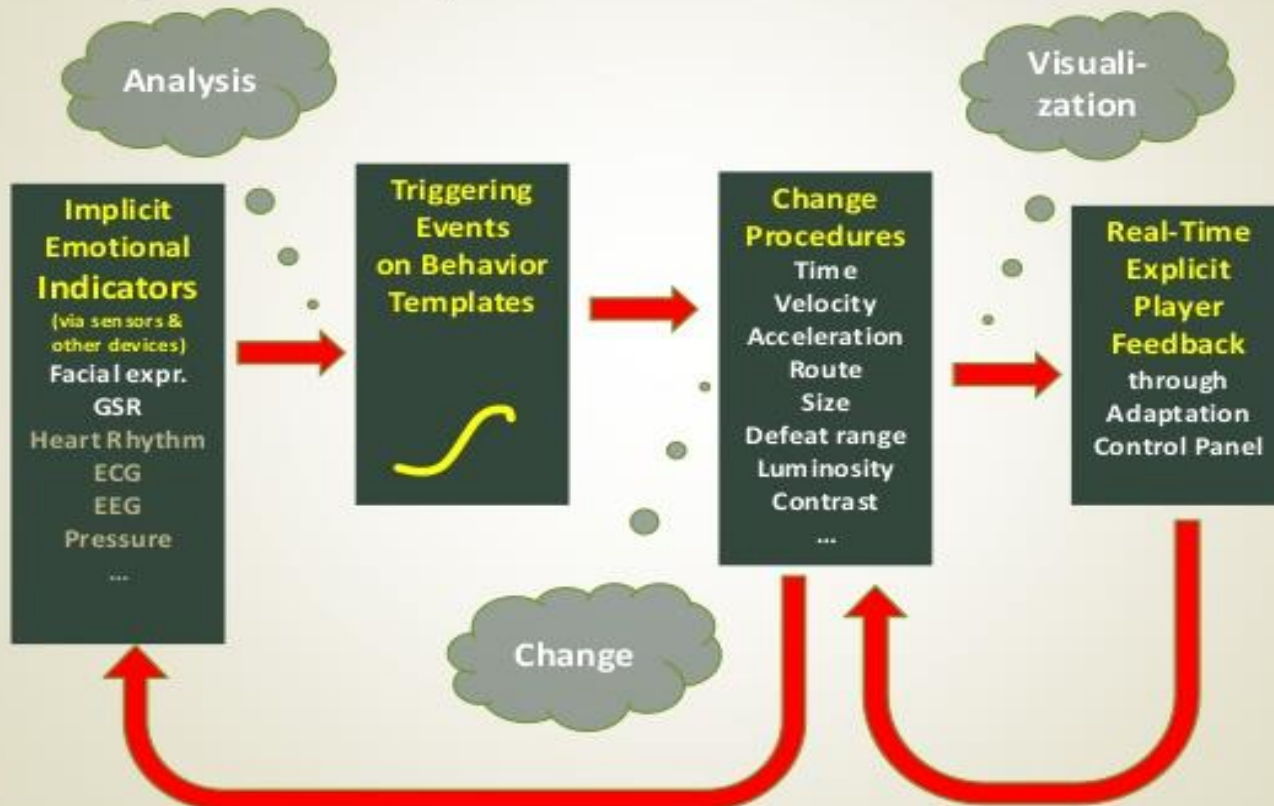 Analysis
Visuali-
zation
Implicit
Emotional
Indicators
(via sensors &
other devices)
Facial expr.
GSR
Heart Rhythm
ECG
EEG
Pressure
...
Triggering
Events
on Behavior
Templates
Change
Procedures
Time
Velocity
Acceleration
Route
Size
Defeat range
Luminosity
Contrast
...
Real-Time
Explicit
Player
Feedback
through
Adaptation
Control Panel
Change